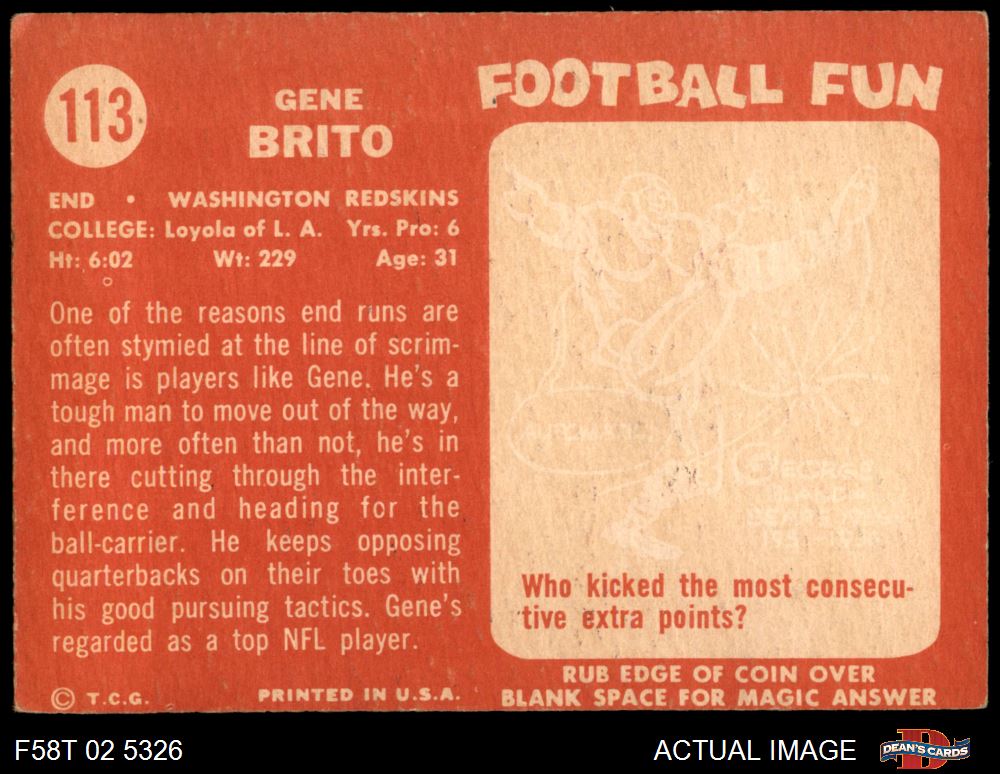 113
GENE
BRITO
END • WASHINGTON REDSKINS
COLLEGE: Loyola of L. A. Yrs. Pro: 6
Ht: 6:02 Wt: 229 Age: 31
One of the reasons end runs are
often stymied at the line of scrim-
mage is players like Gene. He's a
tough man to move out of the way,
and more often than not, he's in
there cutting through the inter-
ference and heading for the
ball-carrier. He keeps opposing
quarterbacks on their toes with
his good pursuing tactics. Gene's
regarded as a top NFL player.
© T.C.G. PRINTED IN U.S.A.
FOOTBALL FUN
AUTOMATIC
GEORGE
BLANDA
BEARS
Who kicked the most consecu-
tive extra points?
RUB EDGE OF COIN OVER
BLANK SPACE FOR MAGIC ANSWER
F58T 02 5326
ACTUAL IMAGE
DEAN'S CARDS